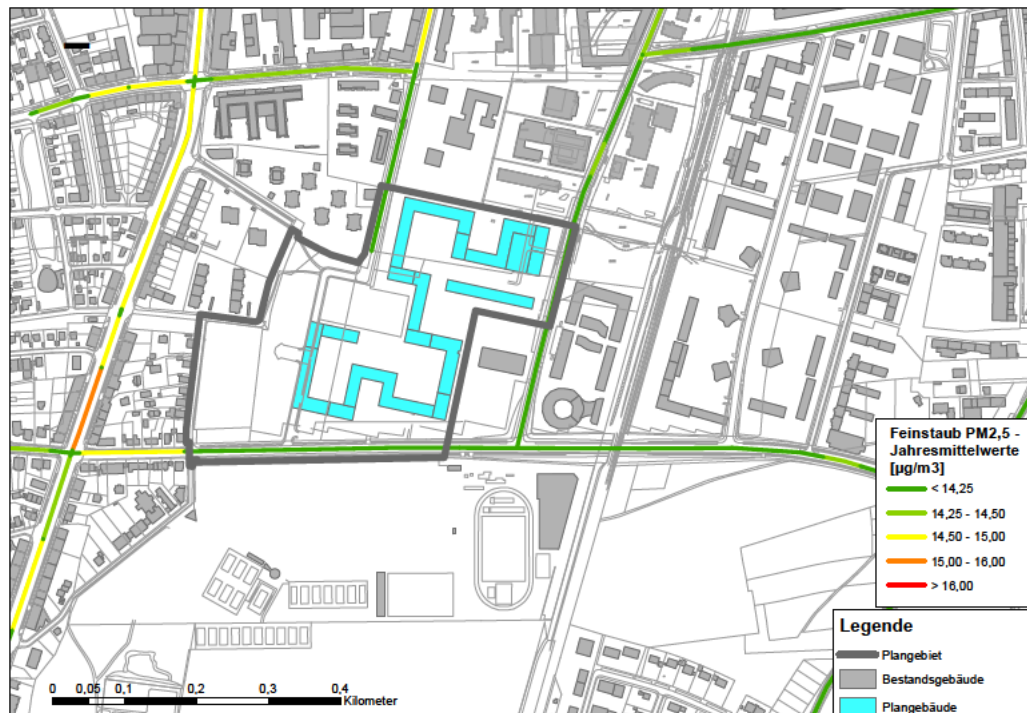 Feinstaub PM2,5 -
Jahresmittelwerte
[µg/m3]
< 14,25
14,25 - 14,50
14,50 - 15,00
15,00 - 16,00
> 16,00
Legende
Plangebiet
Bestandsgebäude
Plangebäude
0 0,05 0,1 0,2 0,3 0,4
Kilometer